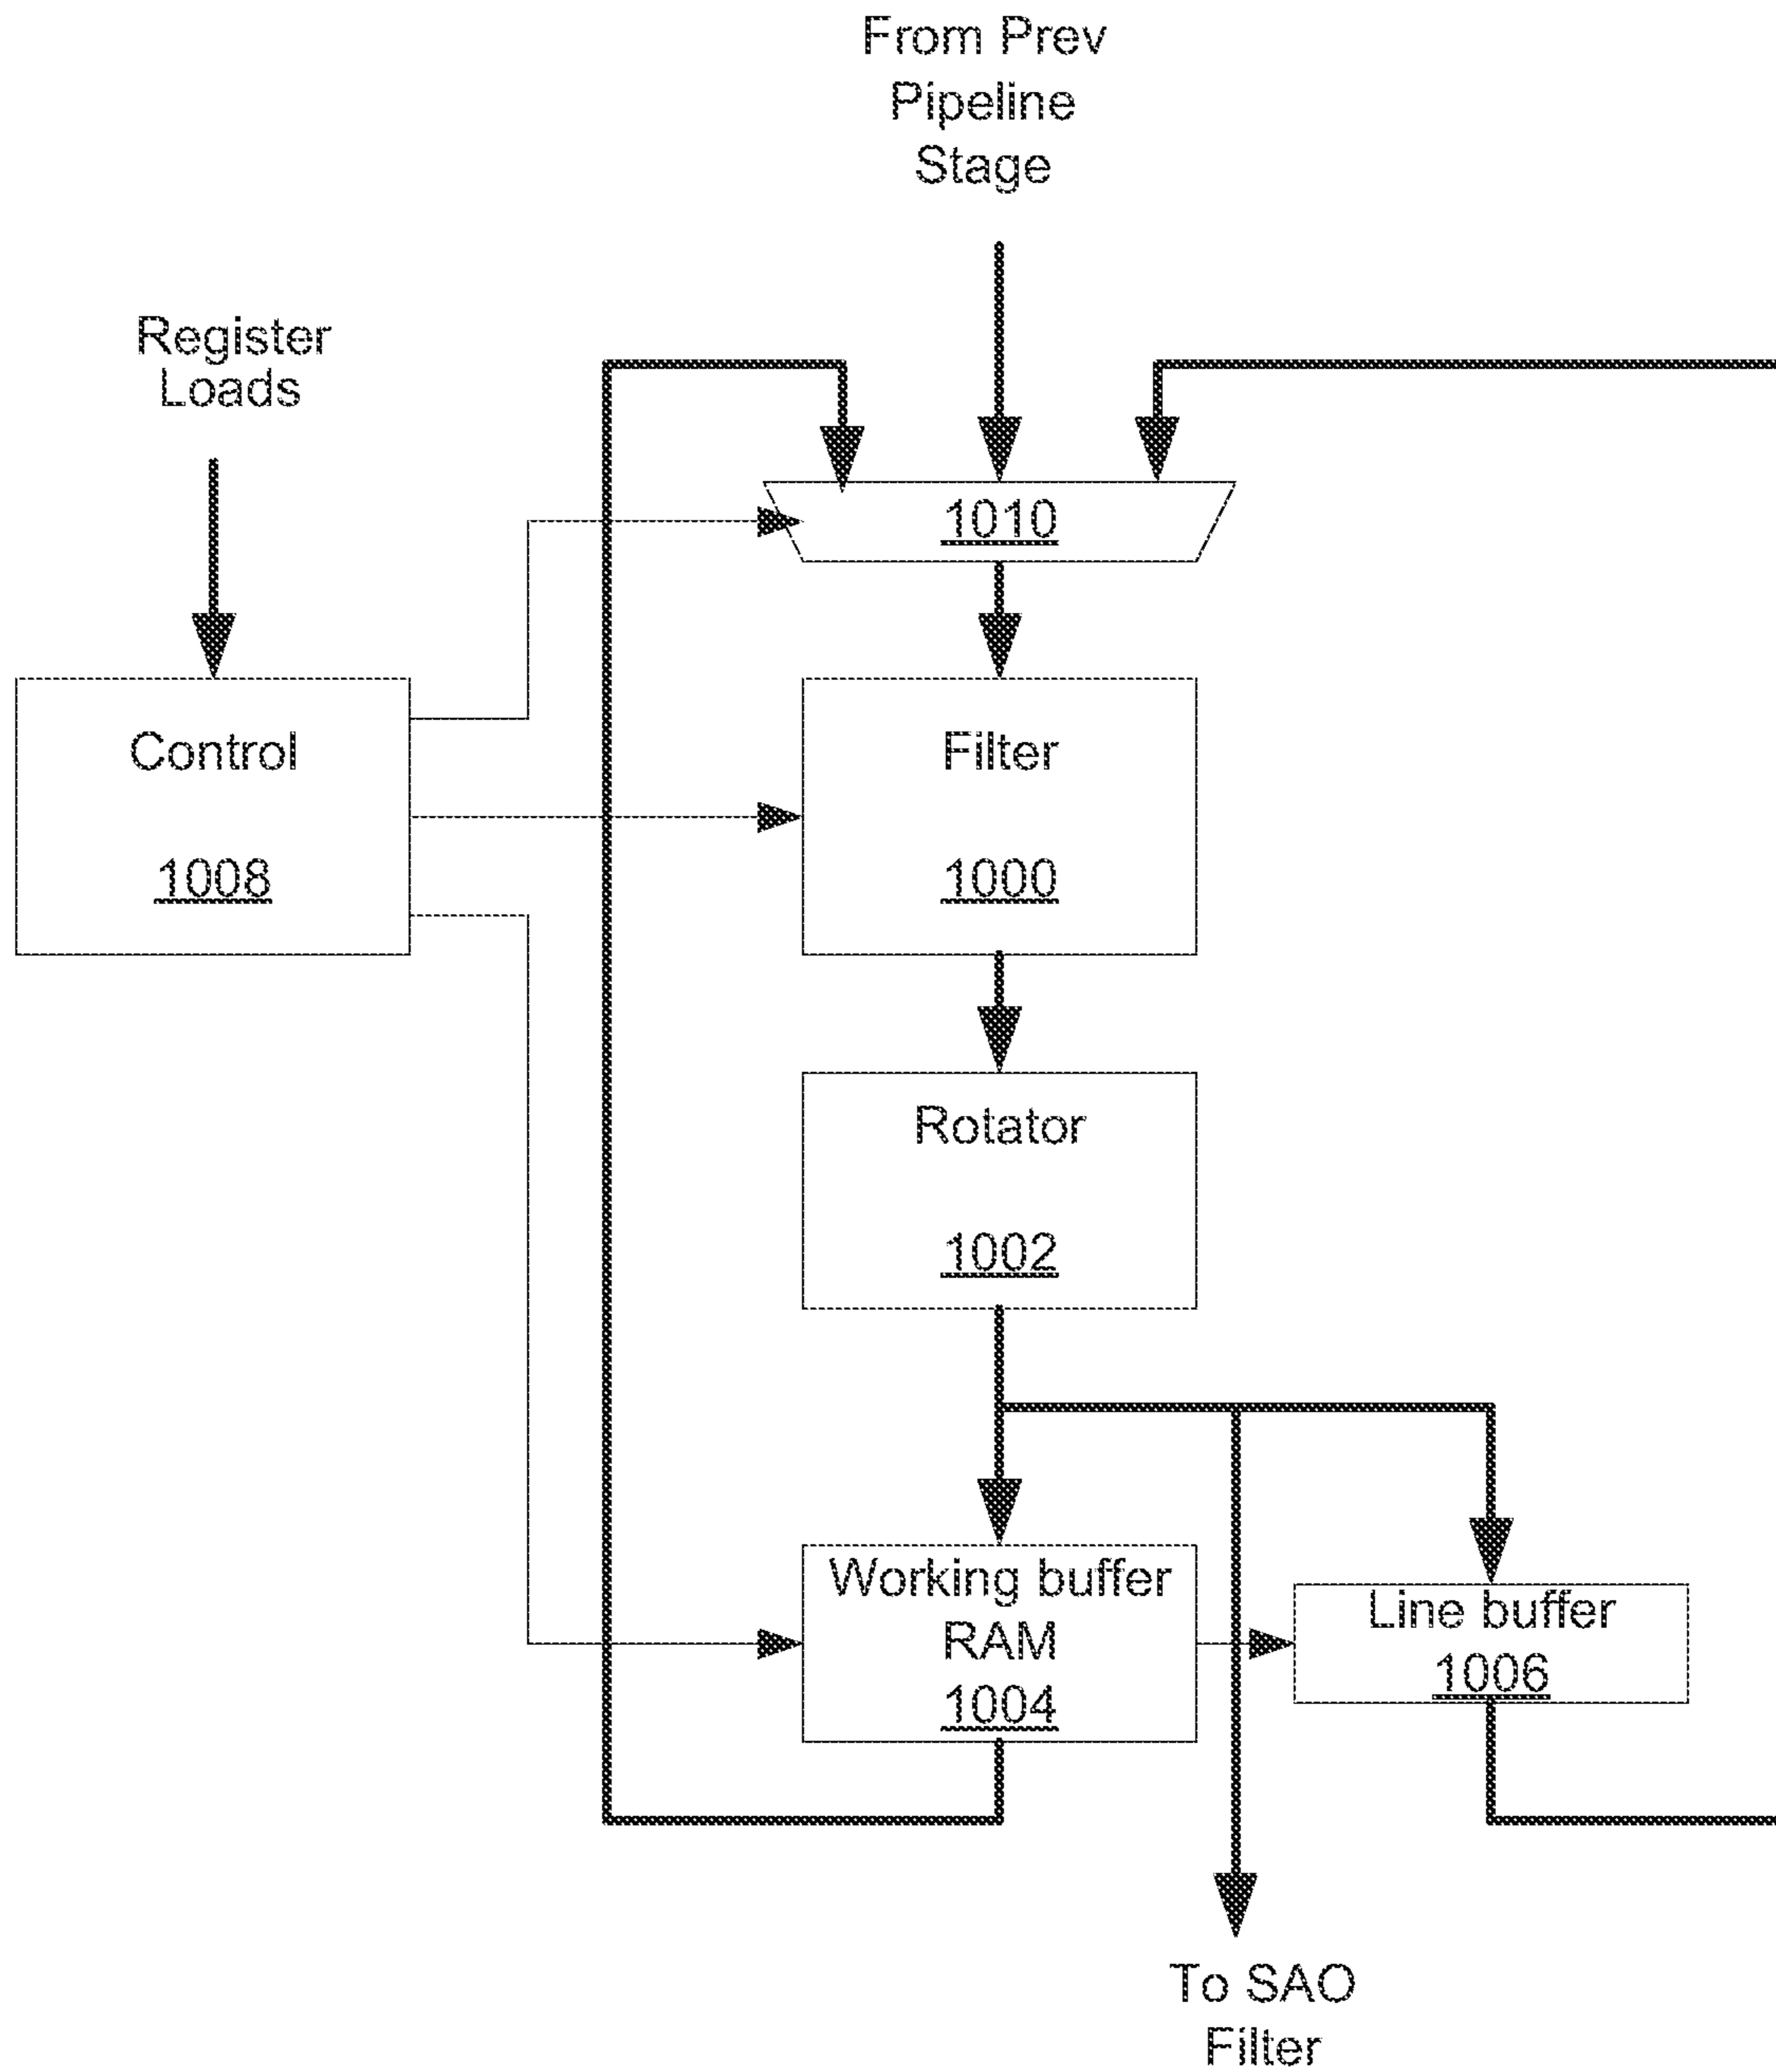 From Prev
Pipeline
Stage
Register
Loads
1010
Control
1008
Filter
1000
Rotator
1002
Working buffer
RAM
1004
Line buffer
1006
To SAO
Filter